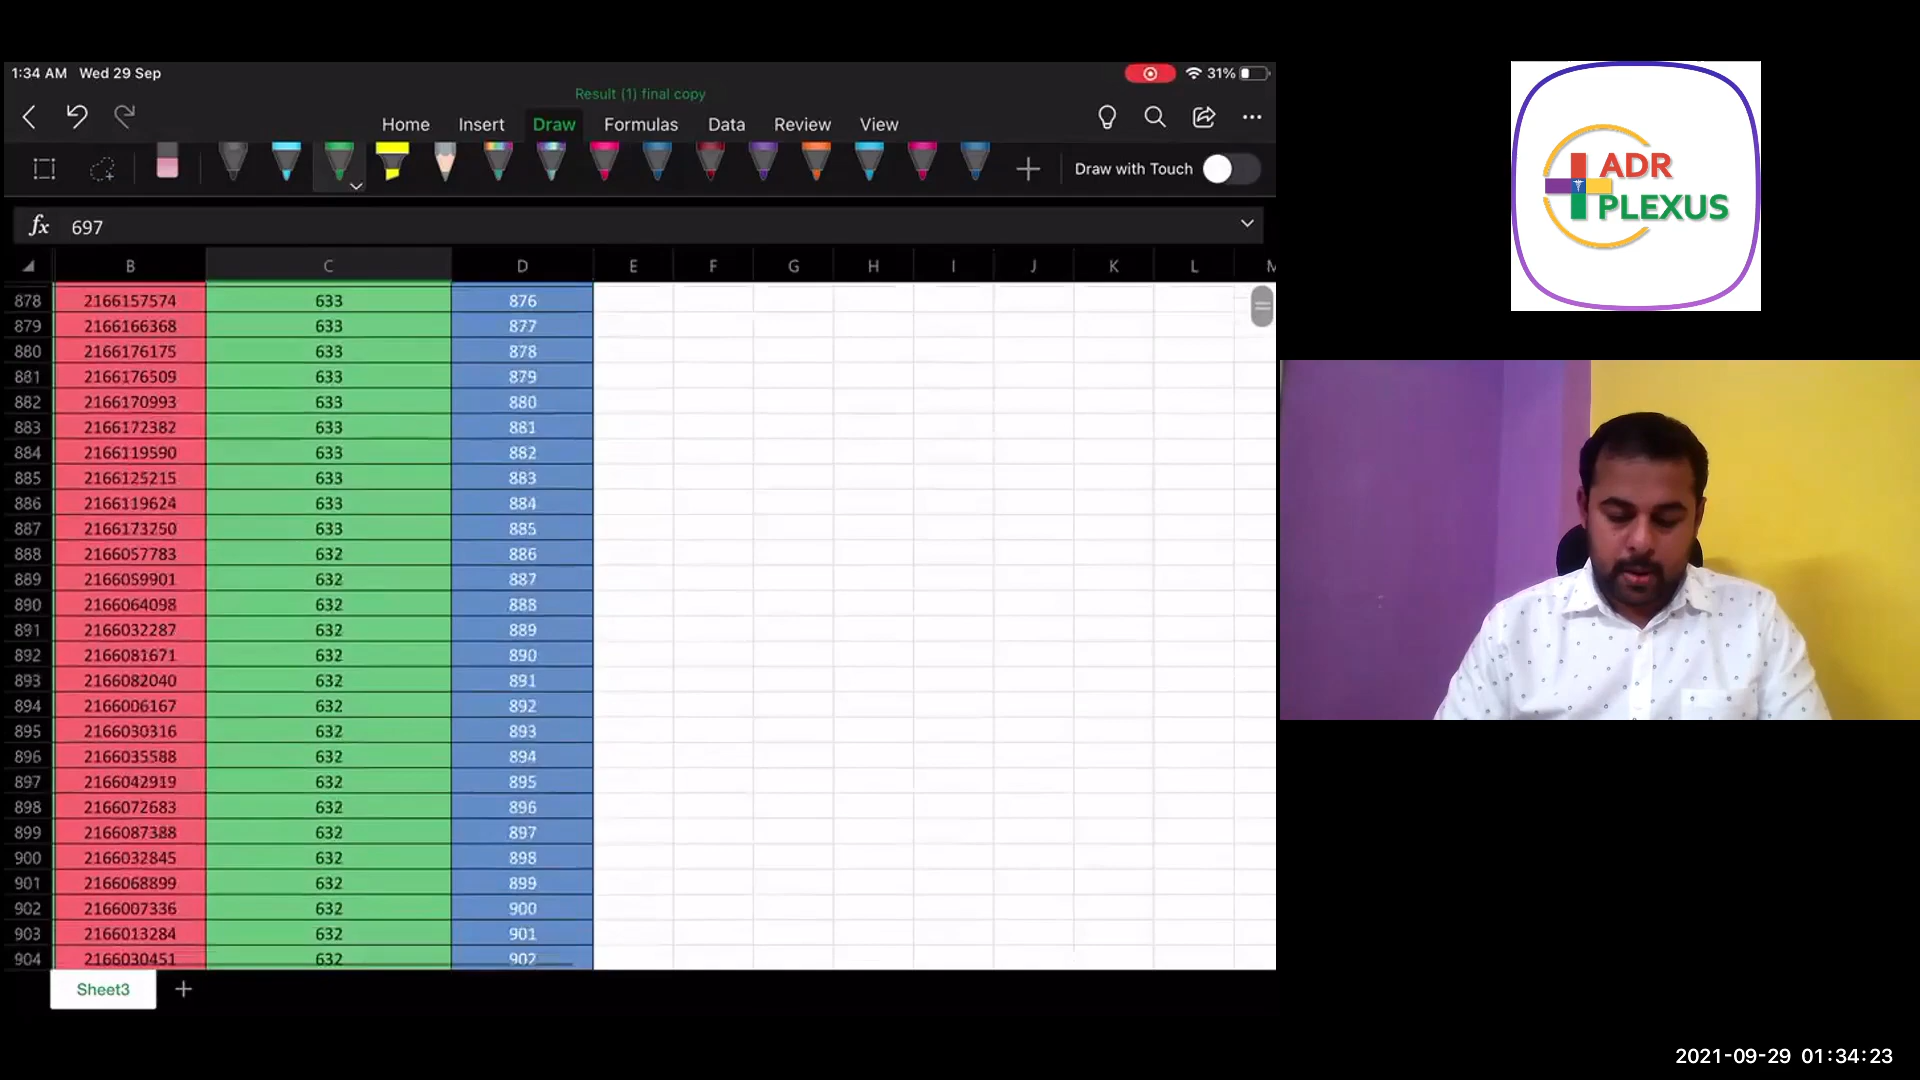 1:34 AM Wed 29 Sep
31%
Result (1) final copy
Home Insert Draw Formulas Data Review View
Draw with Touch
fx 697
B C D E F G H I J K L M
878 2166157574 633 876
879 2166166368 633 877
880 2166176175 633 878
881 2166176509 633 879
882 2166170993 633 880
883 2166172382 633 881
884 2166119590 633 882
885 2166125215 633 883
886 2166119624 633 884
887 2166173250 633 885
888 2166057783 632 886
889 2166059901 632 887
890 2166064098 632 888
891 2166032287 632 889
892 2166081671 632 890
893 2166082040 632 891
894 2166006167 632 892
895 2166030316 632 893
896 2166035588 632 894
897 2166042919 632 895
898 2166072683 632 896
899 2166087388 632 897
900 2166032845 632 898
901 2166068899 632 899
902 2166007336 632 900
903 2166013284 632 901
904 2166030451 632 902
Sheet3
ADR
PLEXUS
2021-09-29 01:34:23